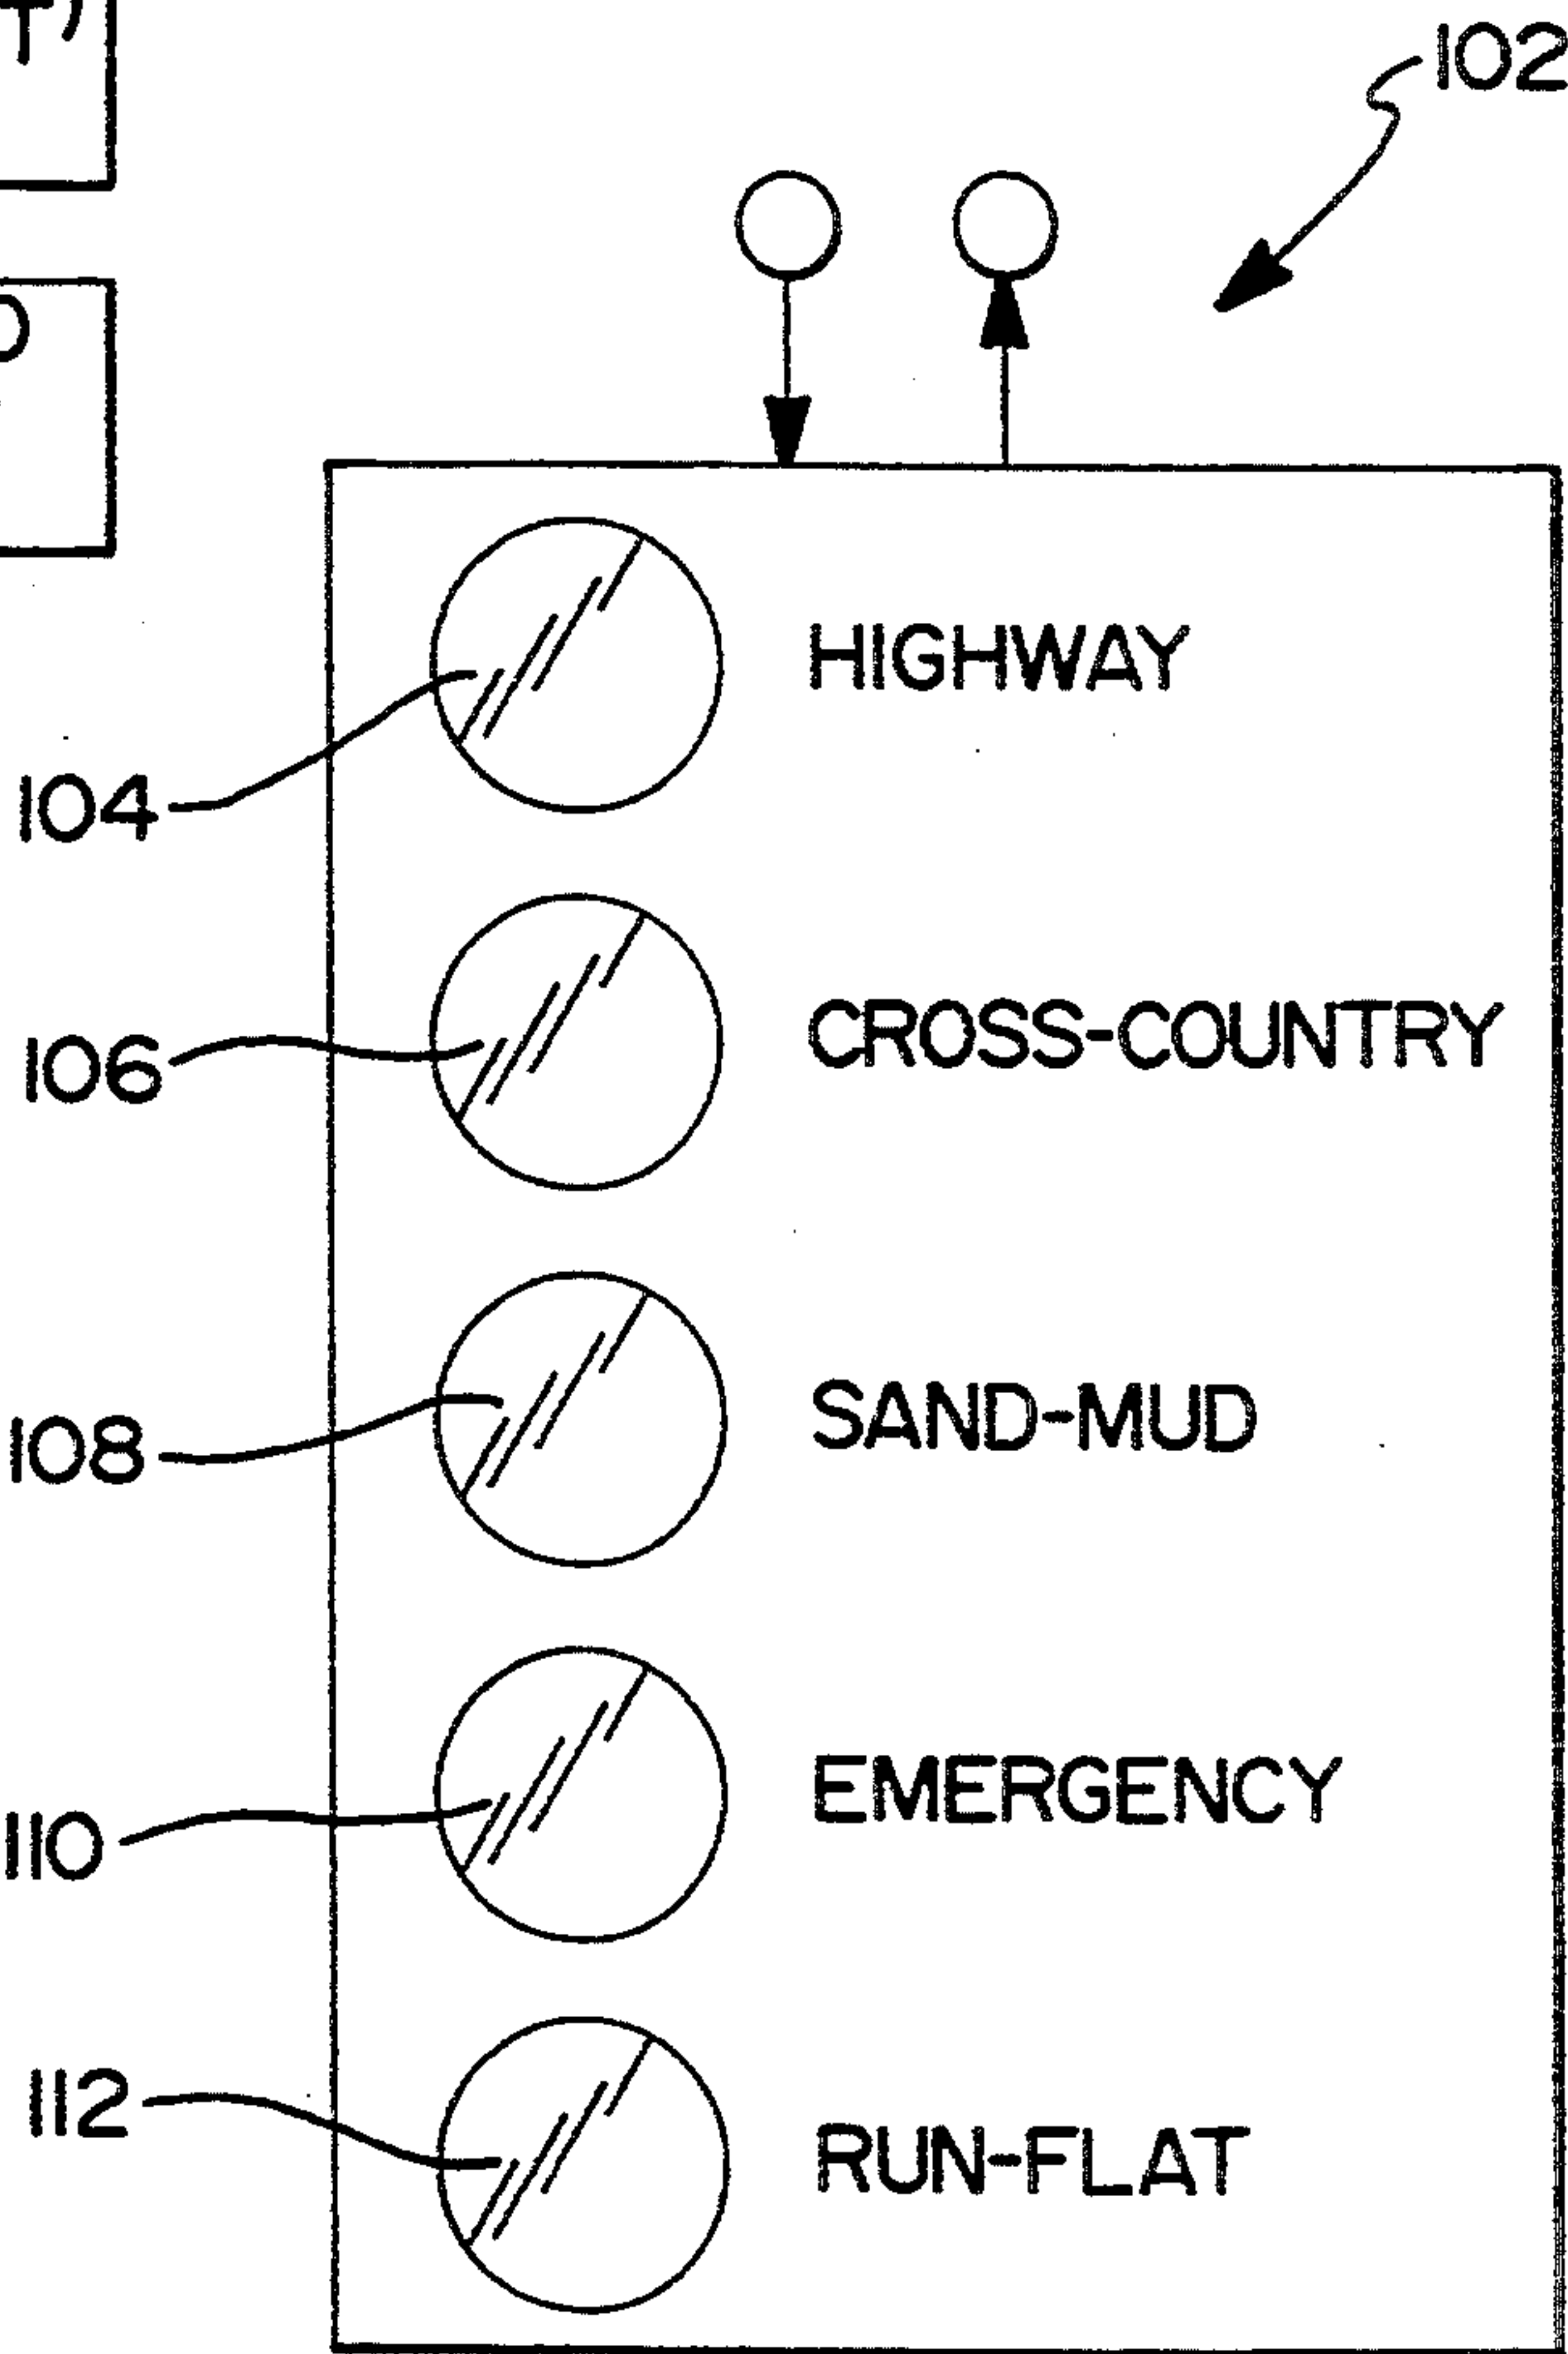 102
HIGHWAY
104
CROSS-COUNTRY
106
SAND-MUD
108
EMERGENCY
110
112
RUN-FLAT